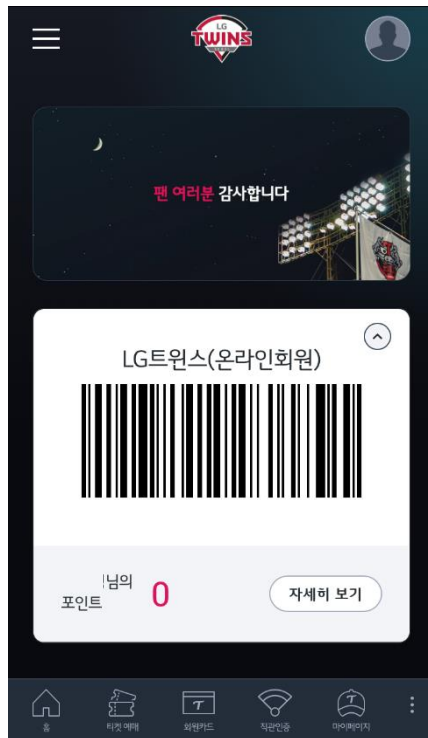 LG
TWINS
팬 여러분 감사합니다
LG트윈스(온라인회원)
님의
포인트
0
자세히 보기
홈
티켓 예매
회원카드
직관인증
마이페이지